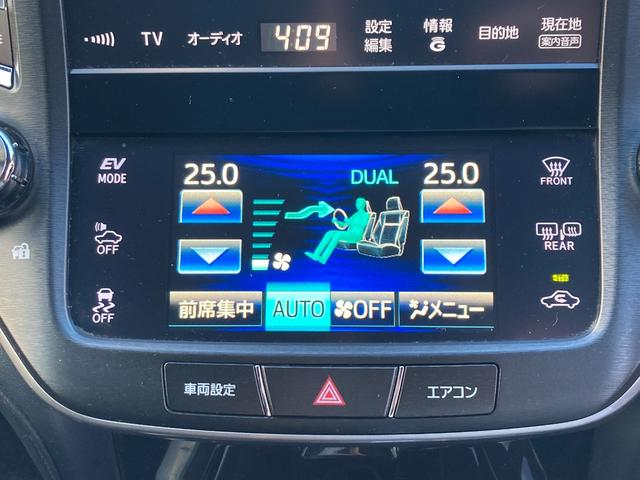 TV オーディオ 409 設定 編集 情報 G 目的地 現在地 案内音声
EV MODE
25.0 DUAL 25.0
FRONT
OFF
REAR
OFF
前席集中 AUTO OFF メニュー
車両設定 エアコン